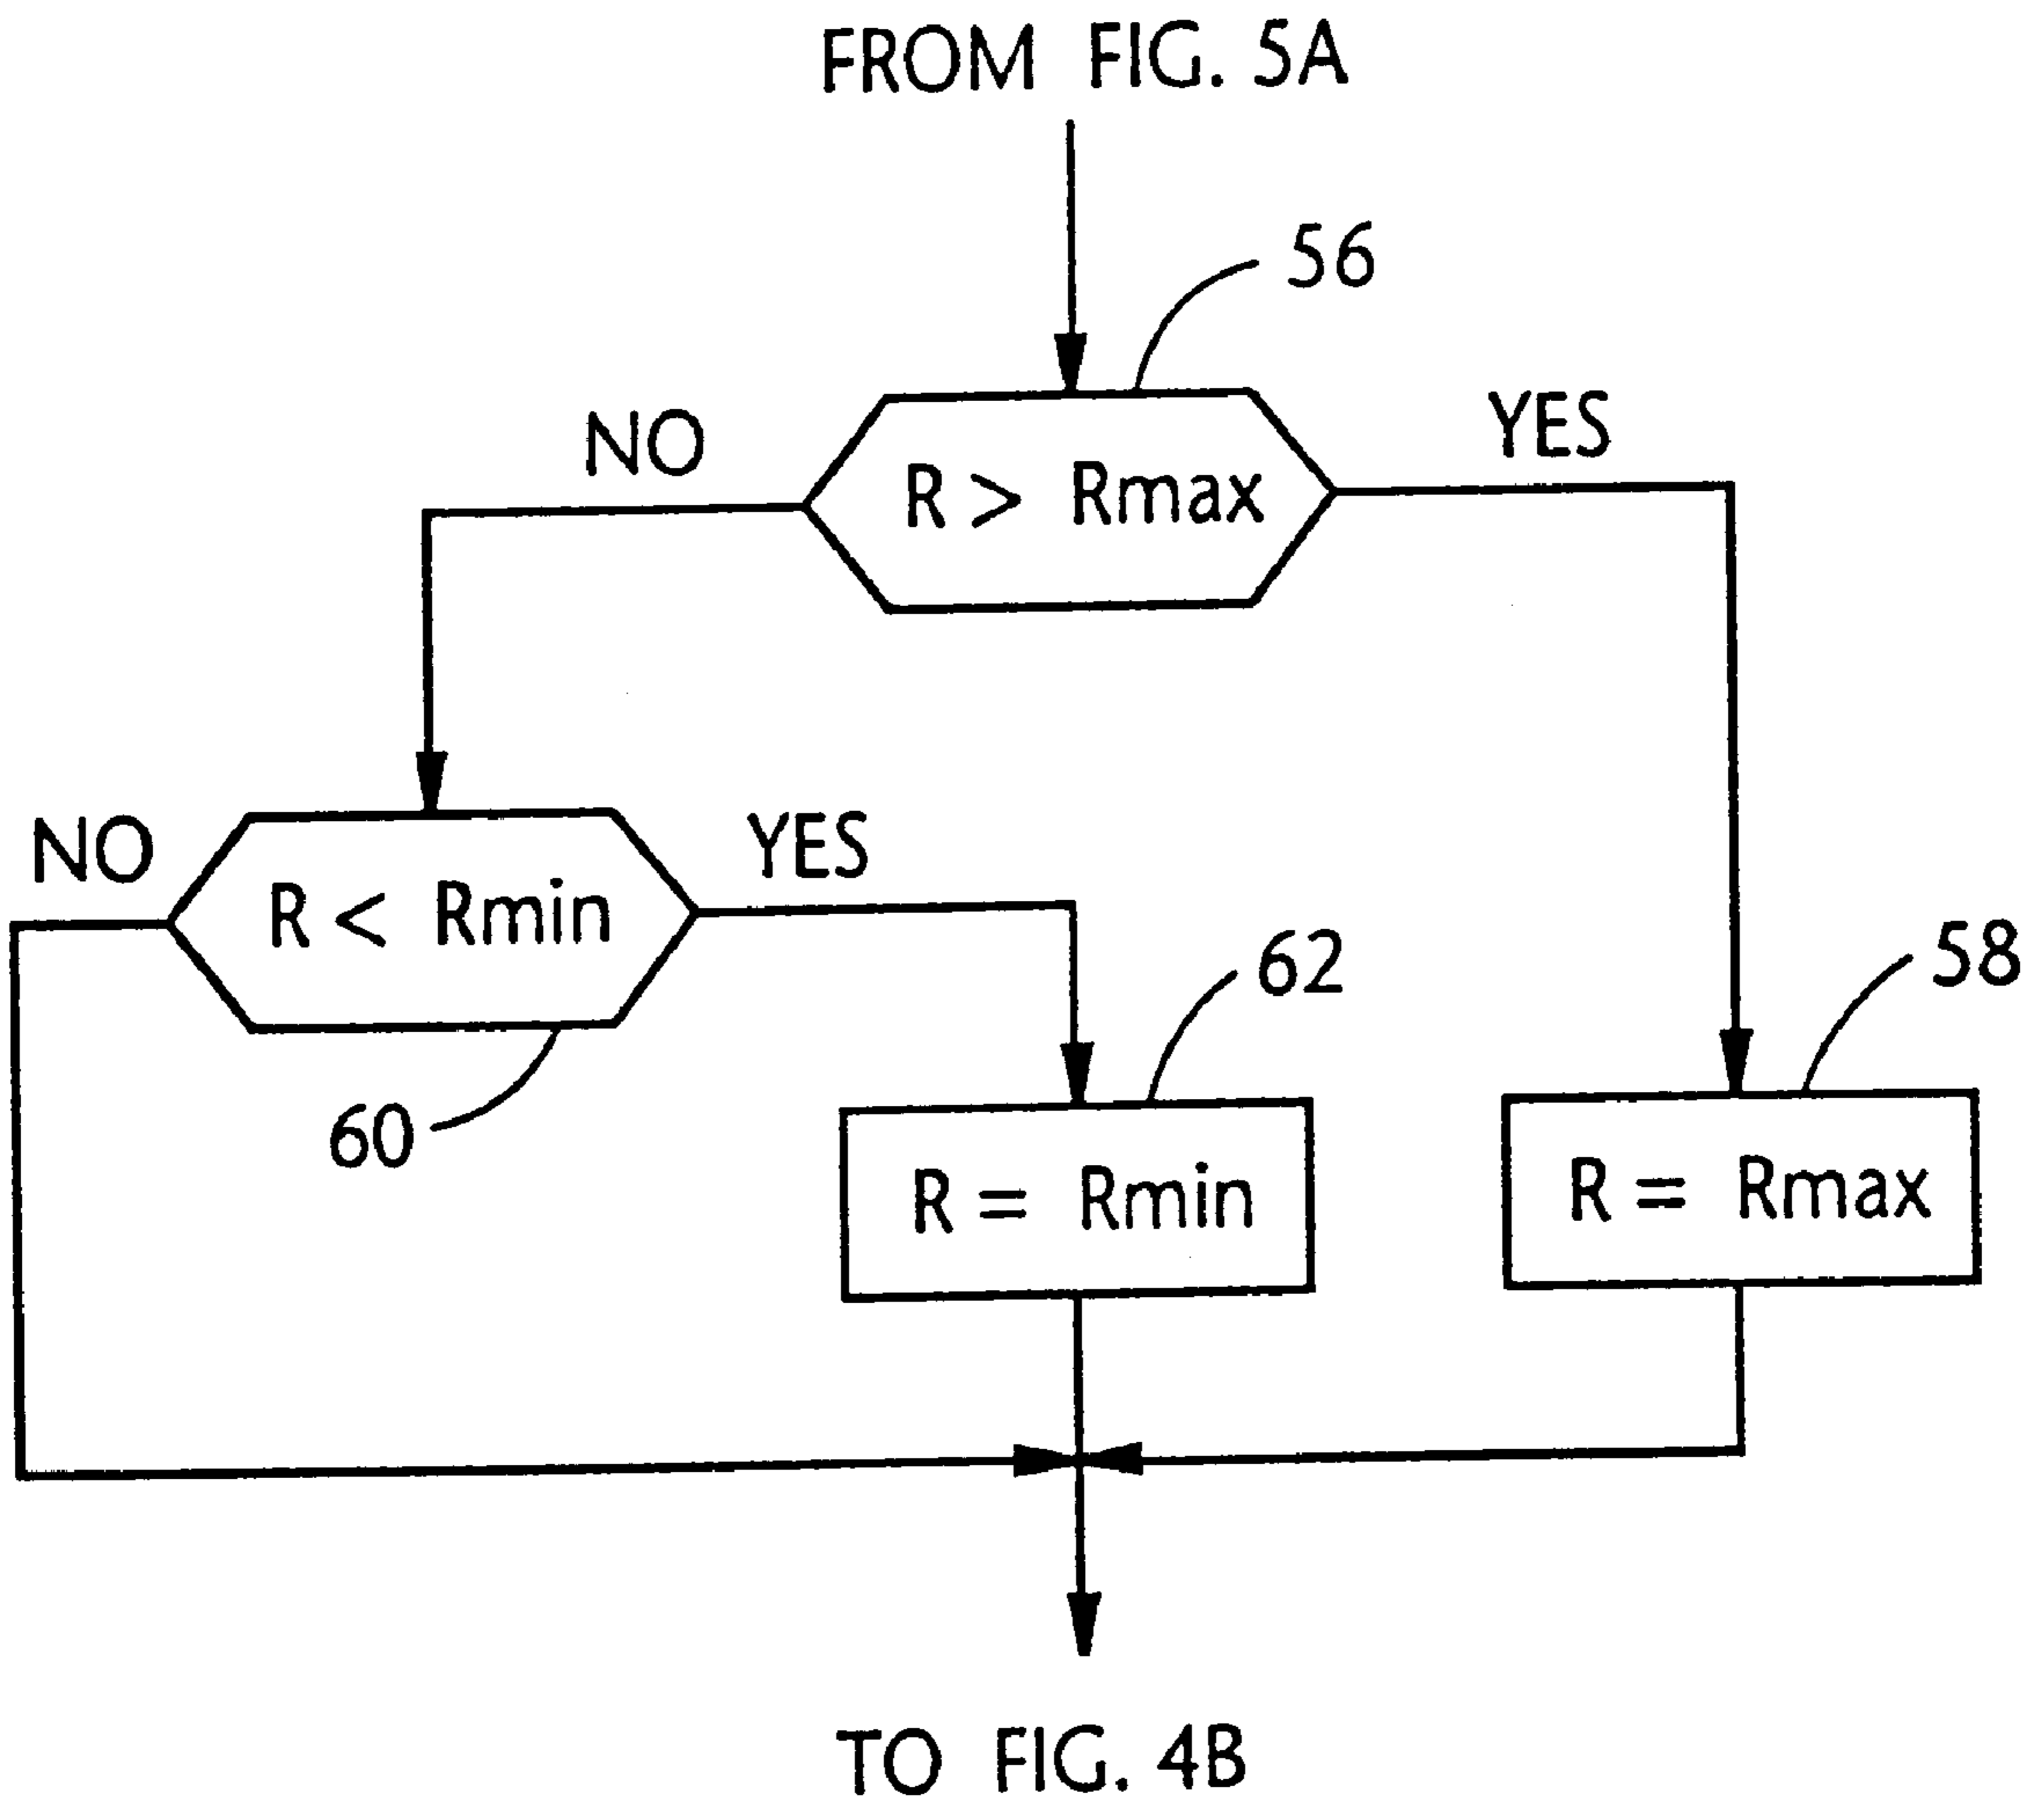 FROM FIG. 5A
56
NO
YES
R > Rmax
NO
YES
R < Rmin
62
58
60
R = Rmin
R = Rmax
TO FIG. 4B